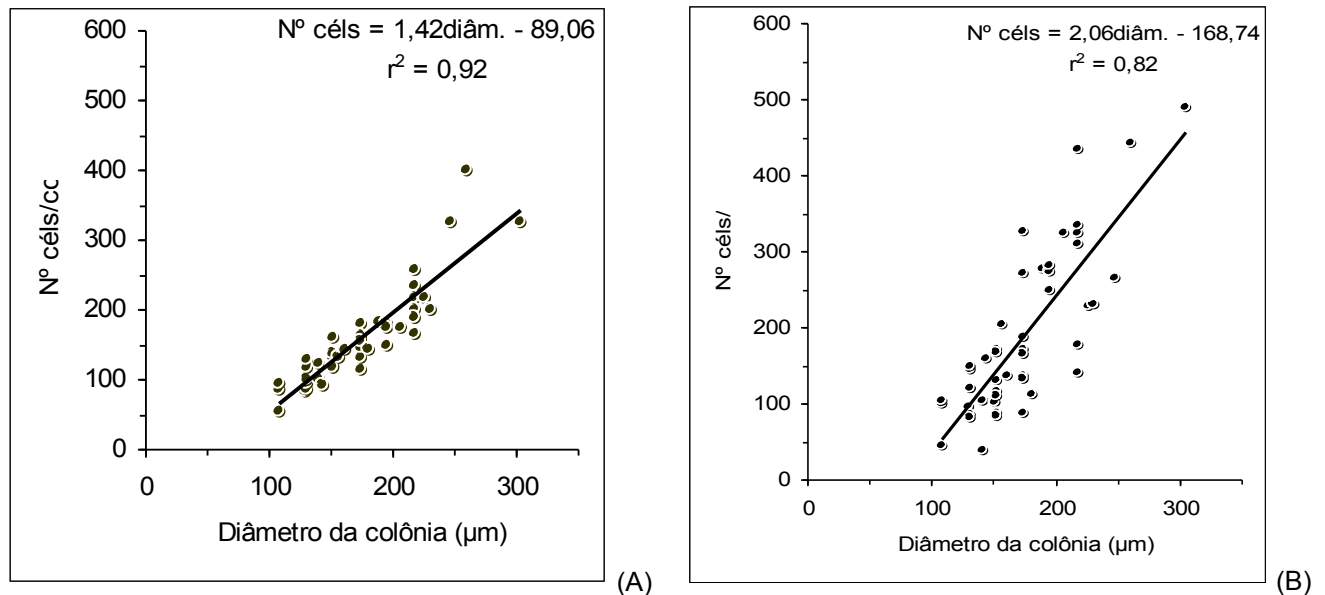 Nº céls = 1,42diâm. - 89,06
r² = 0,92
600
500
400
300
200
100
0
Nº céls/cc
0 100 200 300
Diâmetro da colônia (µm)
(A)
Nº céls = 2,06diâm. - 168,74
r² = 0,82
600
500
400
300
200
100
0
Nº céls/
0 100 200 300
Diâmetro da colônia (µm)
(B)